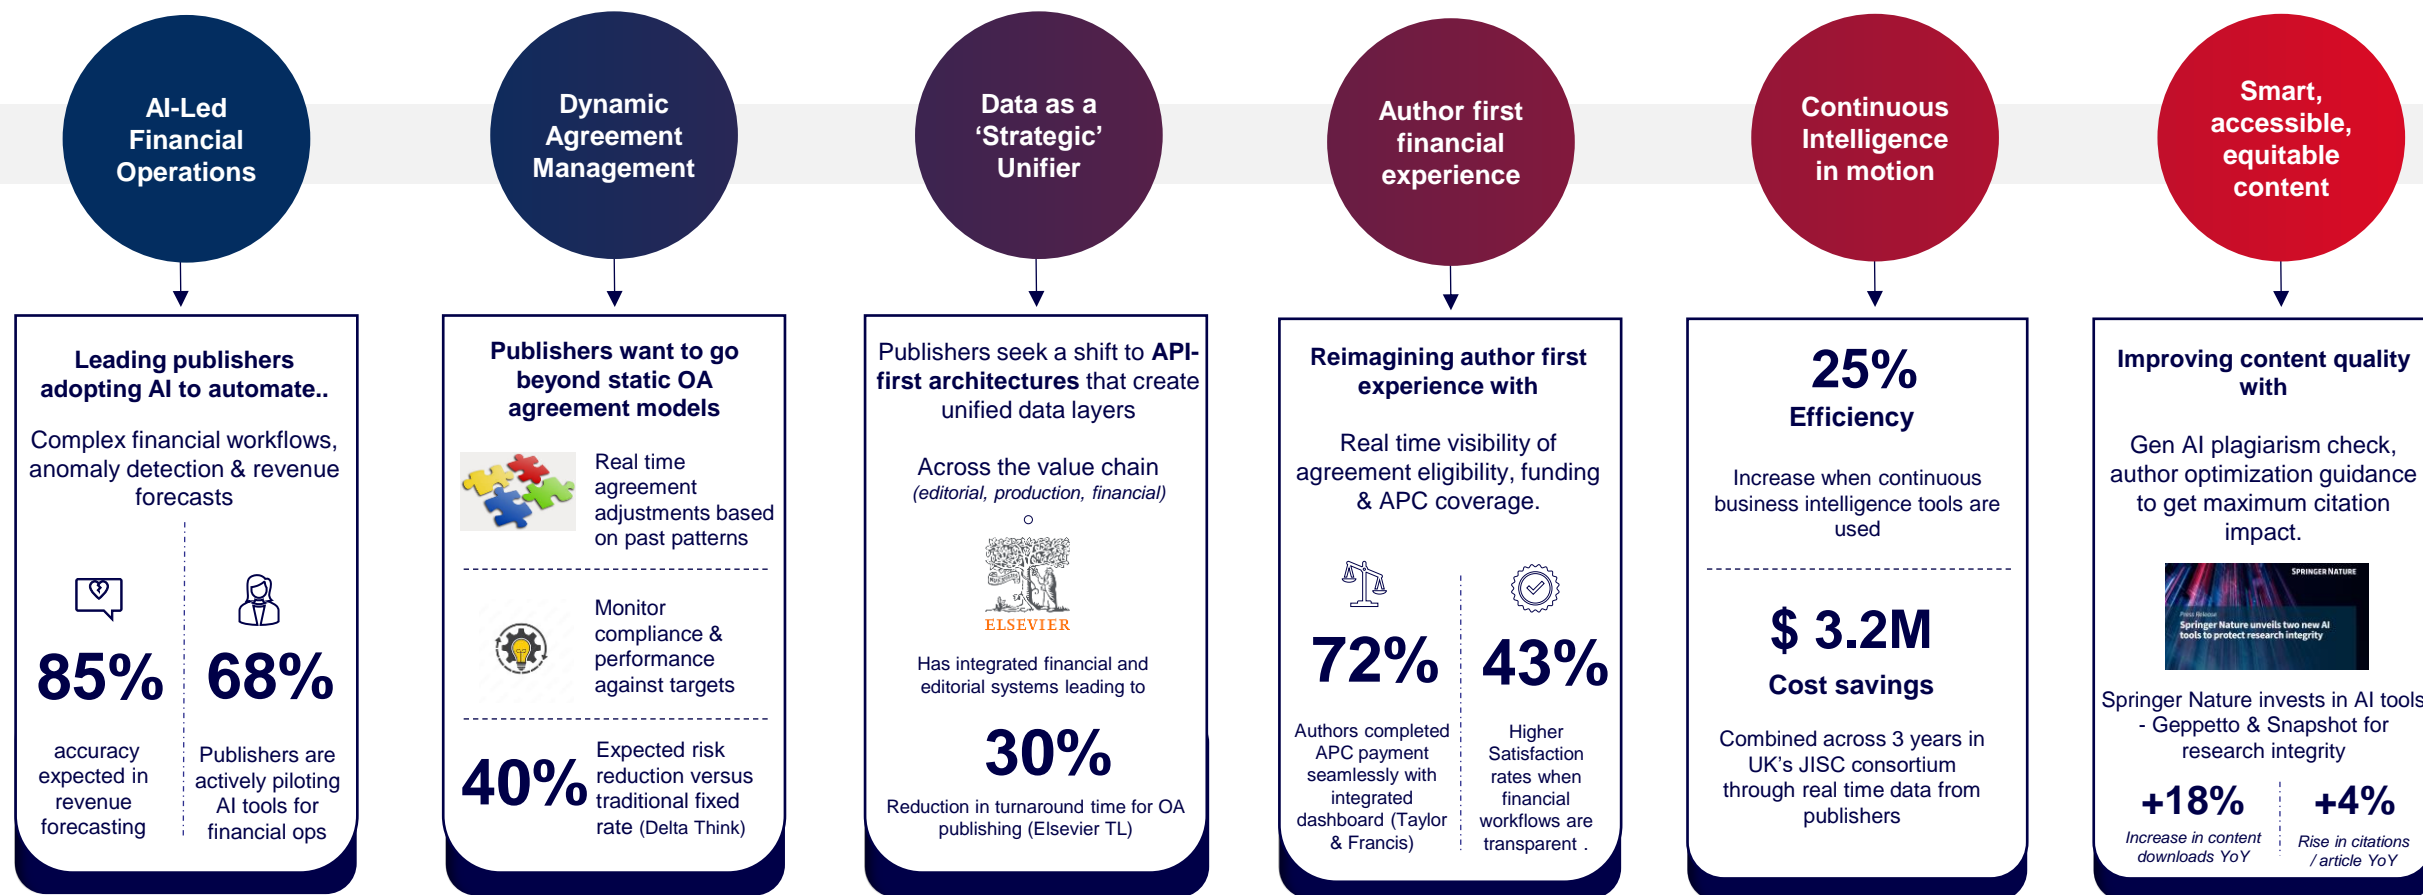 AI-Led
Financial
Operations
Dynamic
Agreement
Management
Data as a
‘Strategic’
Unifier
Author first
financial
experience
Continuous
Intelligence
in motion
Smart,
accessible,
equitable
content
Leading publishers
adopting AI to automate..
Complex financial workflows,
anomaly detection & revenue
forecasts
85%
accuracy
expected in
revenue
forecasting
68%
Publishers are
actively piloting
AI tools for
financial ops
Publishers want to go
beyond static OA
agreement models
Real time
agreement
adjustments based
on past patterns
Monitor
compliance &
performance
against targets
40%
Expected risk
reduction versus
traditional fixed
rate (Delta Think)
Publishers seek a shift to API-
first architectures that create
unified data layers
Across the value chain
(editorial, production, financial)
ELSEVIER
Has integrated financial and
editorial systems leading to
30%
Reduction in turnaround time for OA
publishing (Elsevier TL)
Reimagining author first
experience with
Real time visibility of
agreement eligibility, funding
& APC coverage.
72%
Authors completed
APC payment
seamlessly with
integrated
dashboard (Taylor
& Francis)
43%
Higher
Satisfaction
rates when
financial
workflows are
transparent .
25%
Efficiency
Increase when continuous
business intelligence tools are
used
$ 3.2M
Cost savings
Combined across 3 years in
UK’s JISC consortium
through real time data from
publishers
Improving content quality
with
Gen AI plagiarism check,
author optimization guidance
to get maximum citation
impact.
SPRINGER NATURE
Press Release
Springer Nature unveils two new AI
tools to protect research integrity
Springer Nature invests in AI tools
- Geppetto & Snapshot for
research integrity
+18%
Increase in content
downloads YoY
+4%
Rise in citations
/ article YoY